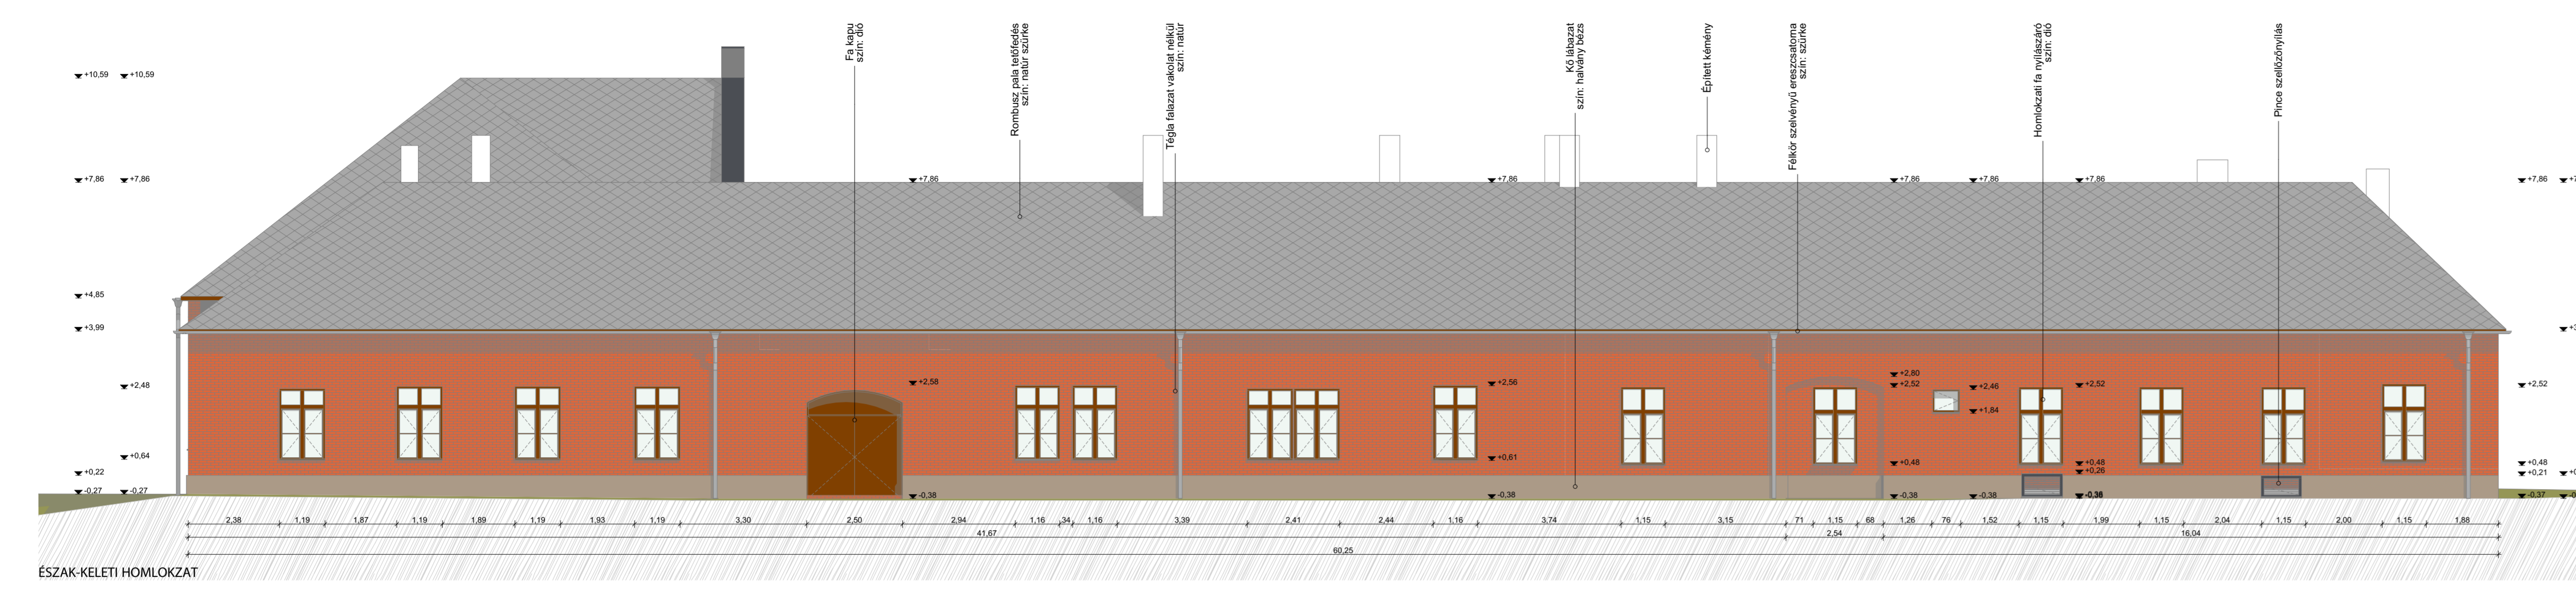 Fa kapu
szín: dió
Rombusz pala tetőfedés
szín: natúr szürke
Tégla falazat vakolat nélkül
szín: natúr
Kő lábazat
szín: halvány bézs
Épített kémény
Félkör szelvényű ereszcsatorna
szín: szürke
Homlokzati fa nyílászáró
szín: dió
Pince szellőzőnyílás
+10,59 +10,59
+7,86 +7,86 +7,86 +7,86 +7,86 +7,86 +7,86 +7,86
+4,85
+3,99
+2,48 +2,58 +2,56 +2,80
+2,52 +2,46 +2,52 +2,52
+1,84
+0,64 +0,61
+0,22 +0,48 +0,48 +0,48
+0,26 +0,21
-0,27 -0,27 -0,38 -0,38 -0,38 -0,38 -0,37
2,38 1,19 1,87 1,19 1,89 1,19 1,93 1,19 3,30 2,50 2,94 1,16 34 1,16 3,39 2,41 2,44 1,16 3,74 1,15 3,15 71 1,15 68 1,26 76 1,52 1,15 1,99 1,15 2,04 1,15 2,00 1,15 1,88
41,67 2,54 16,04
60,25
ÉSZAK-KELETI HOMLOKZAT